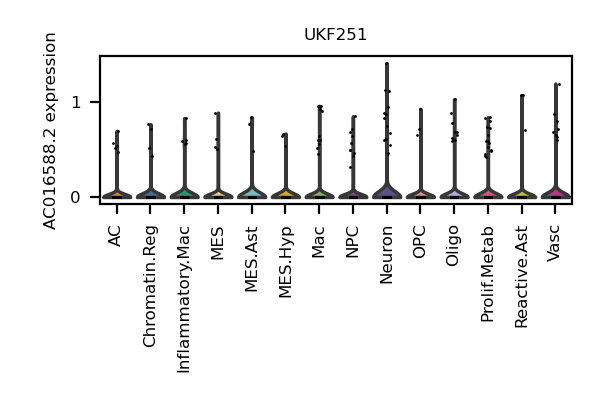 UKF251
AC016588.2 expression
1
0
AC
Chromatin.Reg
Inflammatory.Mac
MES
MES.Ast
MES.Hyp
Mac
NPC
Neuron
OPC
Oligo
Prolif.Metab
Reactive.Ast
Vasc